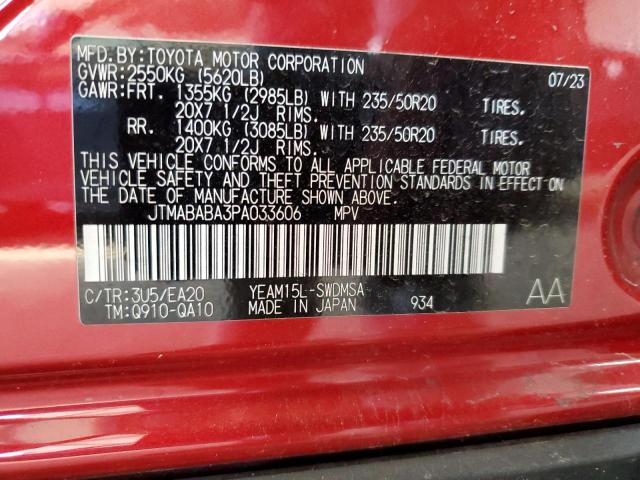 MFD.BY:TOYOTA MOTOR CORPORATION 07/23
GVWR:2550KG (5620LB)
GAWR:FRT. 1355KG (2985LB) WITH 235/50R20 TIRES.
20X7 1/2J RIMS.
RR. 1400KG (3085LB) WITH 235/50R20 TIRES.
20X7 1/2J RIMS.
THIS VEHICLE CONFORMS TO ALL APPLICABLE FEDERAL MOTOR
VEHICLE SAFETY AND THEFT PREVENTION STANDARDS IN EFFECT ON
THE DATE OF MANUFACTURE SHOWN ABOVE.
JTMABABA3PA033606 MPV
C/TR:3U5/EA20 YEAM15L-SWDMSA AA
TM:Q910-QA10 MADE IN JAPAN 934